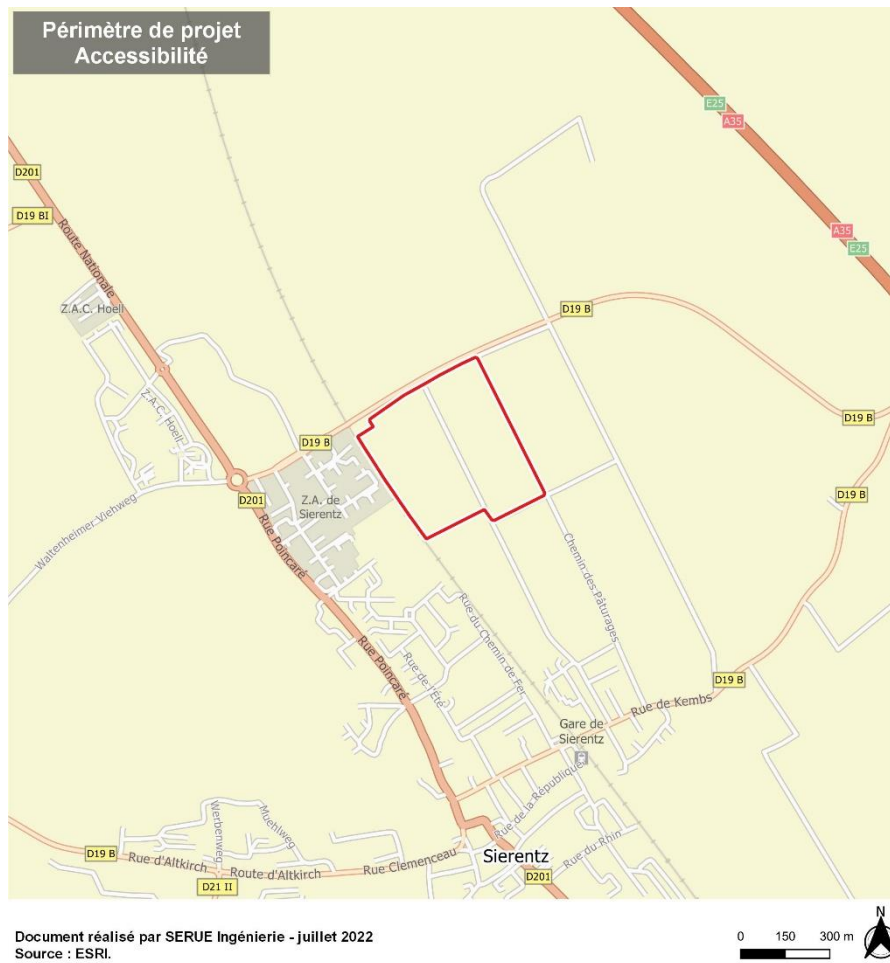 Périmètre de projet
Accessibilité
E25
A35
D201
D19 BI
Route Nationale
A35
E25
Z.A.C. Hoell
D19 B
Z.A.C. Hoell
D19 B
D19 B
D201
Z.A. de
Sierentz
D19 B
Wattenheimer Viehweg
Rue Poincaré
Chemin des Pâturages
Rue du Chemin de Fer
Rue Poincaré
Rue de l'Été
D19 B
Rue de Kembs
Gare de
Sierentz
Rue de la République
Werbenweg
Muehlweg
Rue du Rhin
D19 B
Rue d'Altkirch
Route d'Altkirch
Rue Clemenceau
Sierentz
D21 II
D201
N
Document réalisé par SERUE Ingénierie - juillet 2022
Source : ESRI.
0 150 300 m